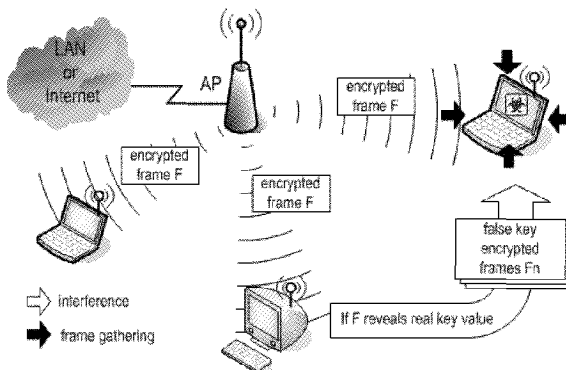 LAN
or
Internet
AP
encrypted
frame F
encrypted
frame F
encrypted
frame F
false key
encrypted
frames Fn
If F reveals real key value
interference
frame gathering